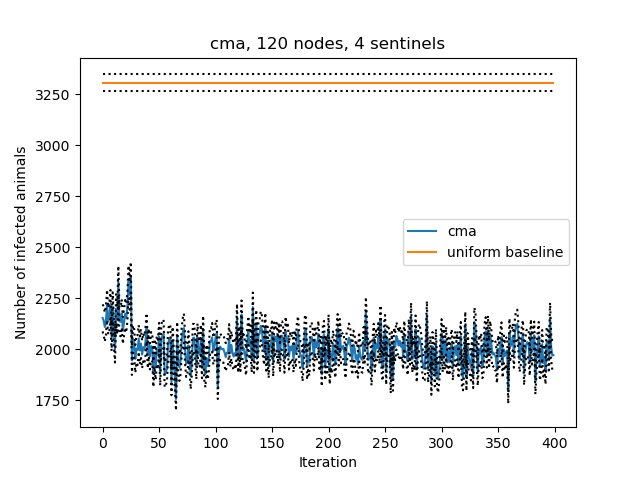 cma, 120 nodes, 4 sentinels
Number of infected animals
3250
3000
2750
2500
2250
2000
1750
cma
uniform baseline
0 50 100 150 200 250 300 350 400
Iteration